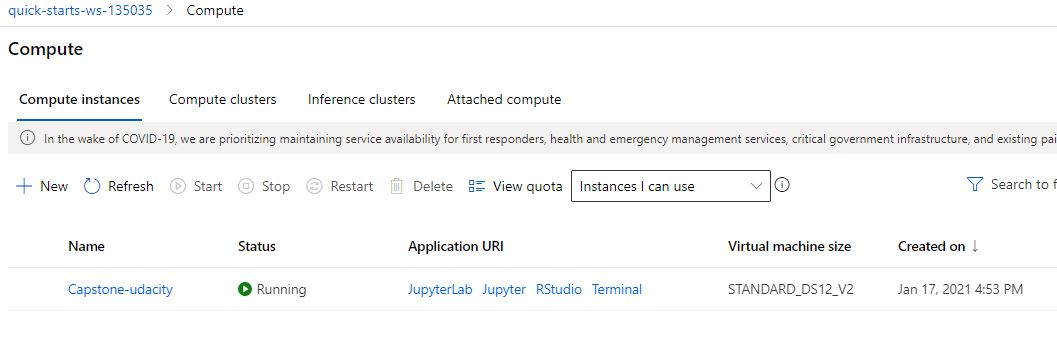 quick-starts-ws-135035 > Compute
Compute
Compute instances Compute clusters Inference clusters Attached compute
In the wake of COVID-19, we are prioritizing maintaining service availability for first responders, health and emergency management services, critical government infrastructure, and existing pai
New Refresh Start Stop Restart Delete View quota Instances I can use Search to f
Name Status Application URI Virtual machine size Created on ↓
Capstone-udacity Running JupyterLab Jupyter RStudio Terminal STANDARD_DS12_V2 Jan 17, 2021 4:53 PM